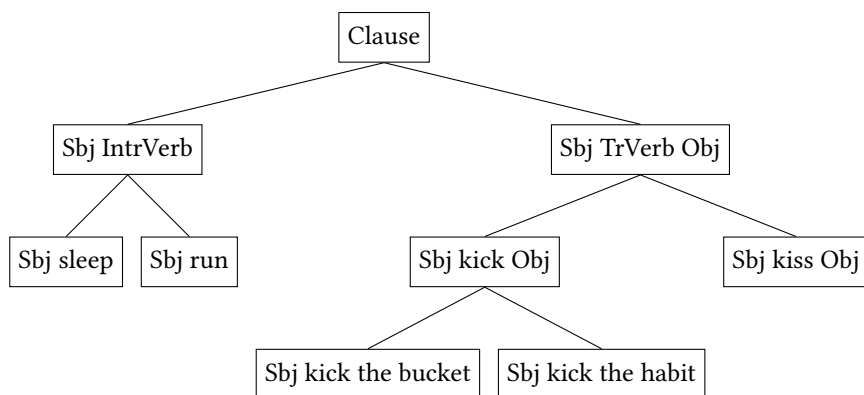 Clause
Sbj IntrVerb
Sbj TrVerb Obj
Sbj sleep
Sbj run
Sbj kick Obj
Sbj kiss Obj
Sbj kick the bucket
Sbj kick the habit